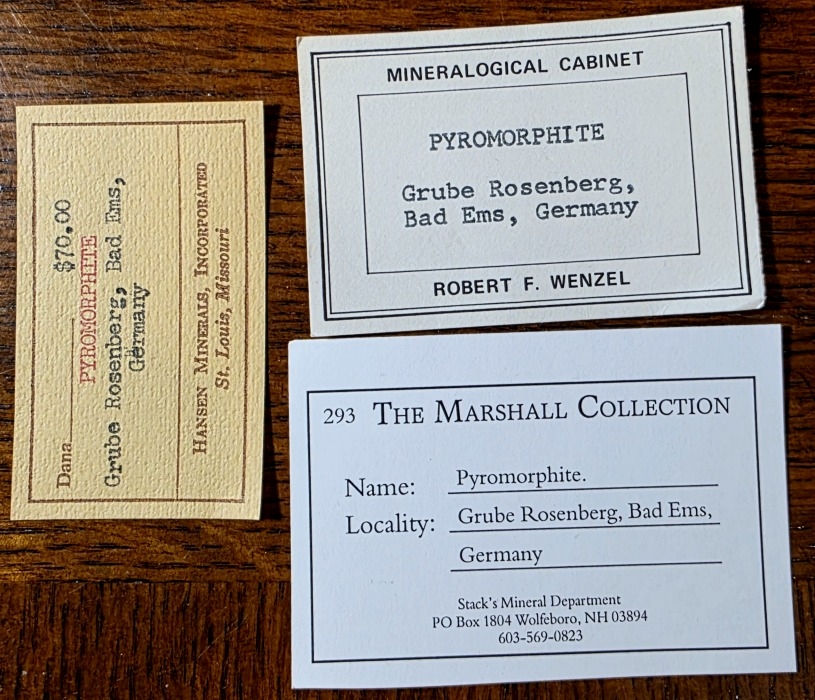 Dana $70.00
PYROMORPHITE
Grube Rosenberg, Bad Ems,
Germany
HANSEN MINERALS, INCORPORATED
St. Louis, Missouri
MINERALOGICAL CABINET
PYROMORPHITE
Grube Rosenberg,
Bad Ems, Germany
ROBERT F. WENZEL
293 THE MARSHALL COLLECTION
Name: Pyromorphite.
Locality: Grube Rosenberg, Bad Ems,
Germany
Stack's Mineral Department
PO Box 1804 Wolfeboro, NH 03894
603-569-0823